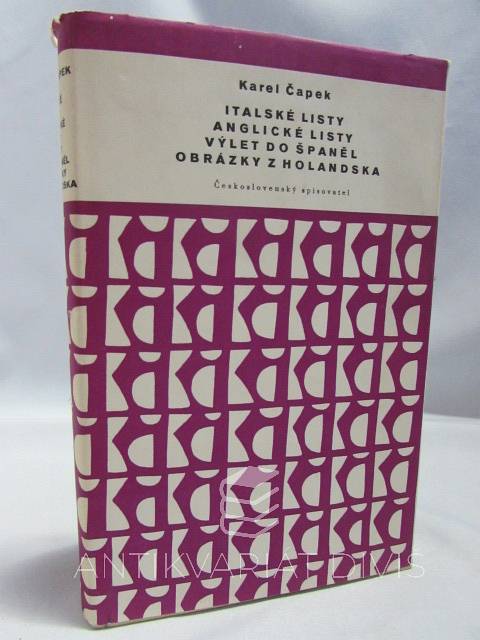 Karel Čapek
ITALSKÉ LISTY
ANGLICKÉ LISTY
VÝLET DO ŠPANĚL
OBRÁZKY Z HOLANDSKA
Československý spisovatel
ANTIKVARIÁT DIVIŠ